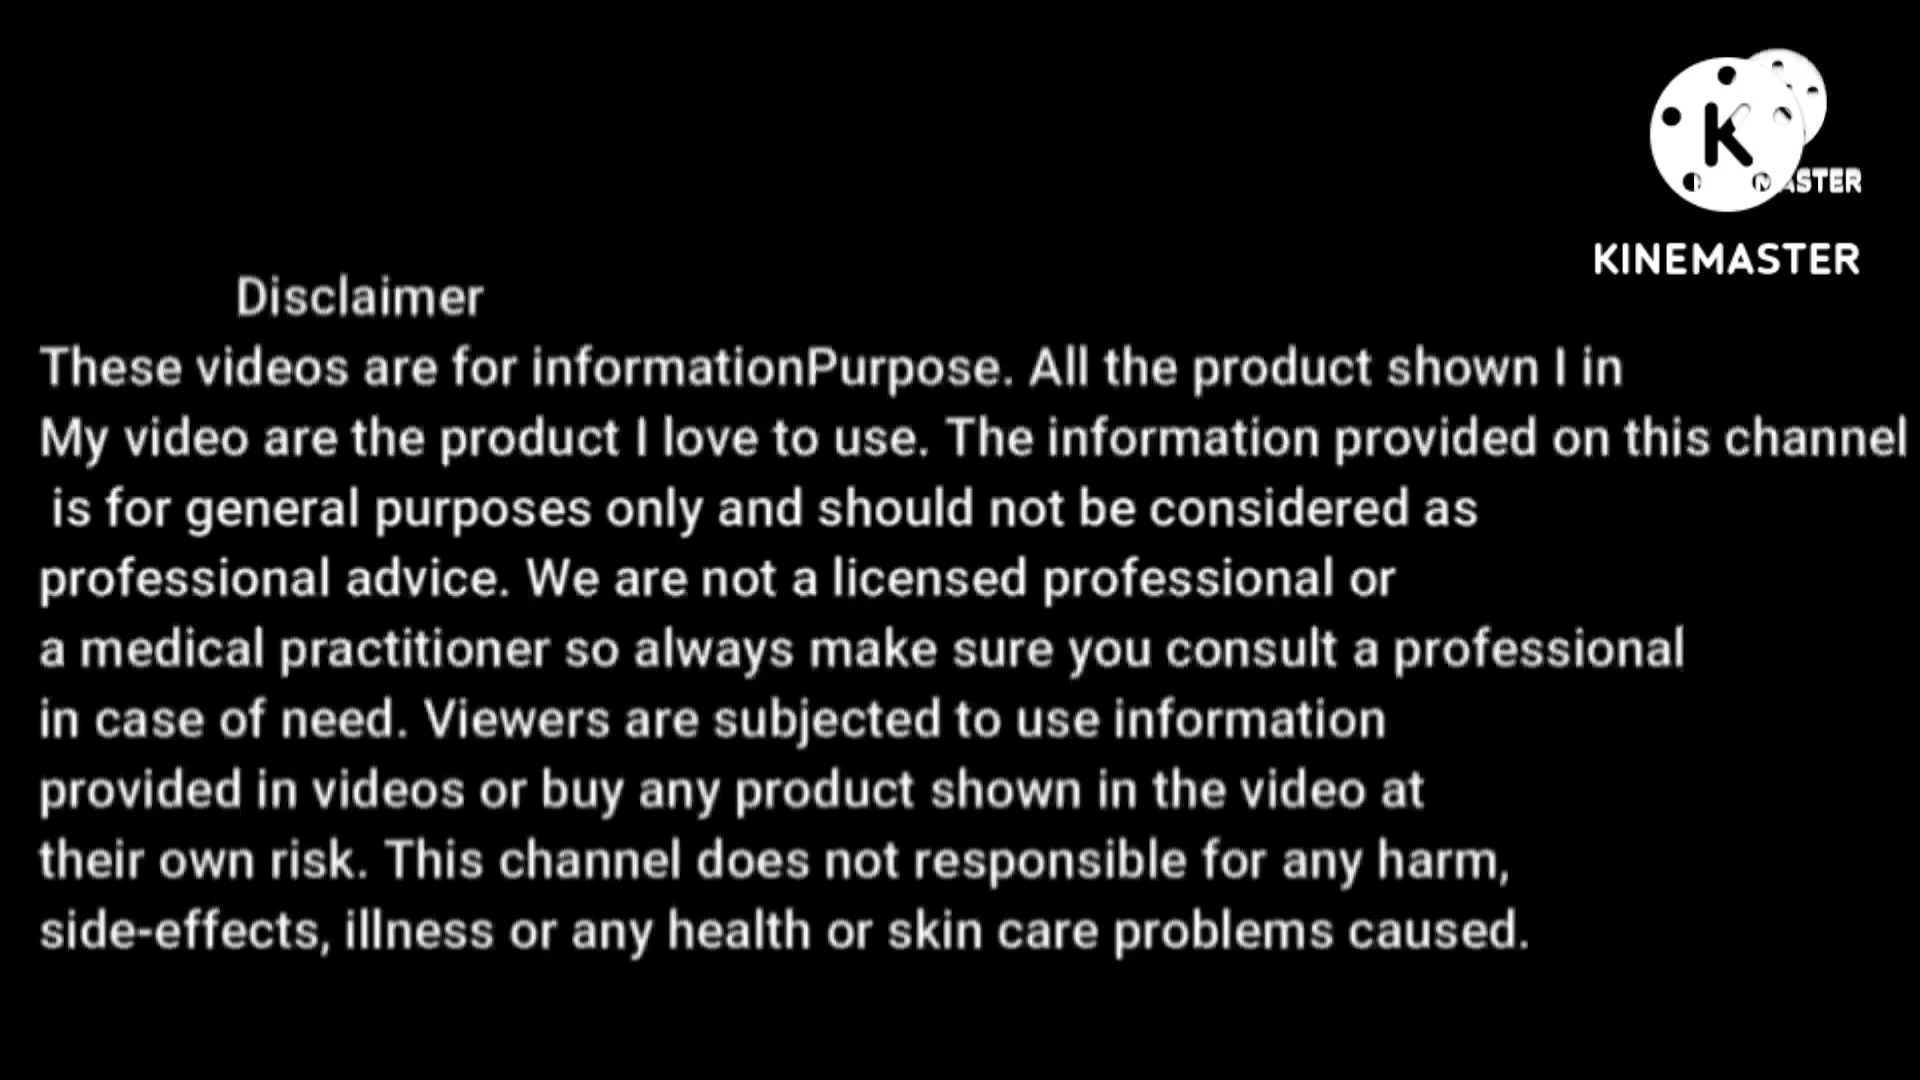 K
MASTER
KINEMASTER
Disclaimer
These videos are for informationPurpose. All the product shown I in
My video are the product I love to use. The information provided on this channel
is for general purposes only and should not be considered as
professional advice. We are not a licensed professional or
a medical practitioner so always make sure you consult a professional
in case of need. Viewers are subjected to use information
provided in videos or buy any product shown in the video at
their own risk. This channel does not responsible for any harm,
side-effects, illness or any health or skin care problems caused.